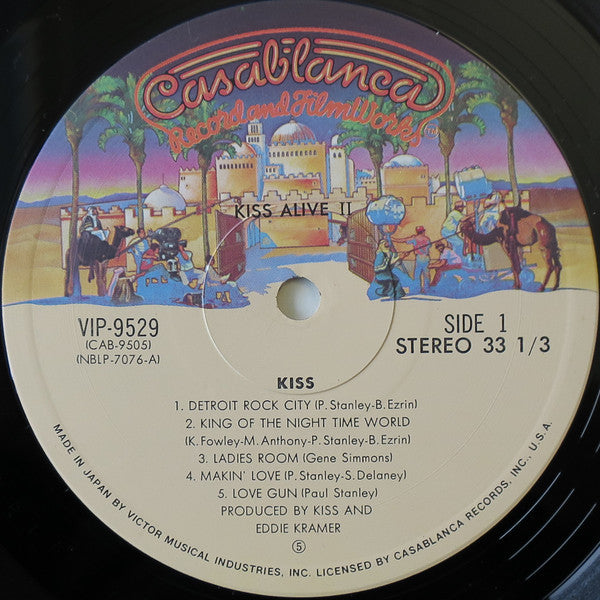 Casablanca
Record and FilmWorks
KISS ALIVE II
VIP-9529
(CAB-9505)
(NBLP-7076-A)
SIDE 1
STEREO 33 1/3
KISS
1. DETROIT ROCK CITY (P. Stanley-B. Ezrin)
2. KING OF THE NIGHT TIME WORLD
(K. Fowley-M. Anthony-P. Stanley-B. Ezrin)
3. LADIES ROOM (Gene Simmons)
4. MAKIN' LOVE (P. Stanley-S. Delaney)
5. LOVE GUN (Paul Stanley)
PRODUCED BY KISS AND
EDDIE KRAMER
⑤
MADE IN JAPAN BY VICTOR MUSICAL INDUSTRIES, INC. LICENSED BY CASABLANCA RECORDS, INC., U.S.A.